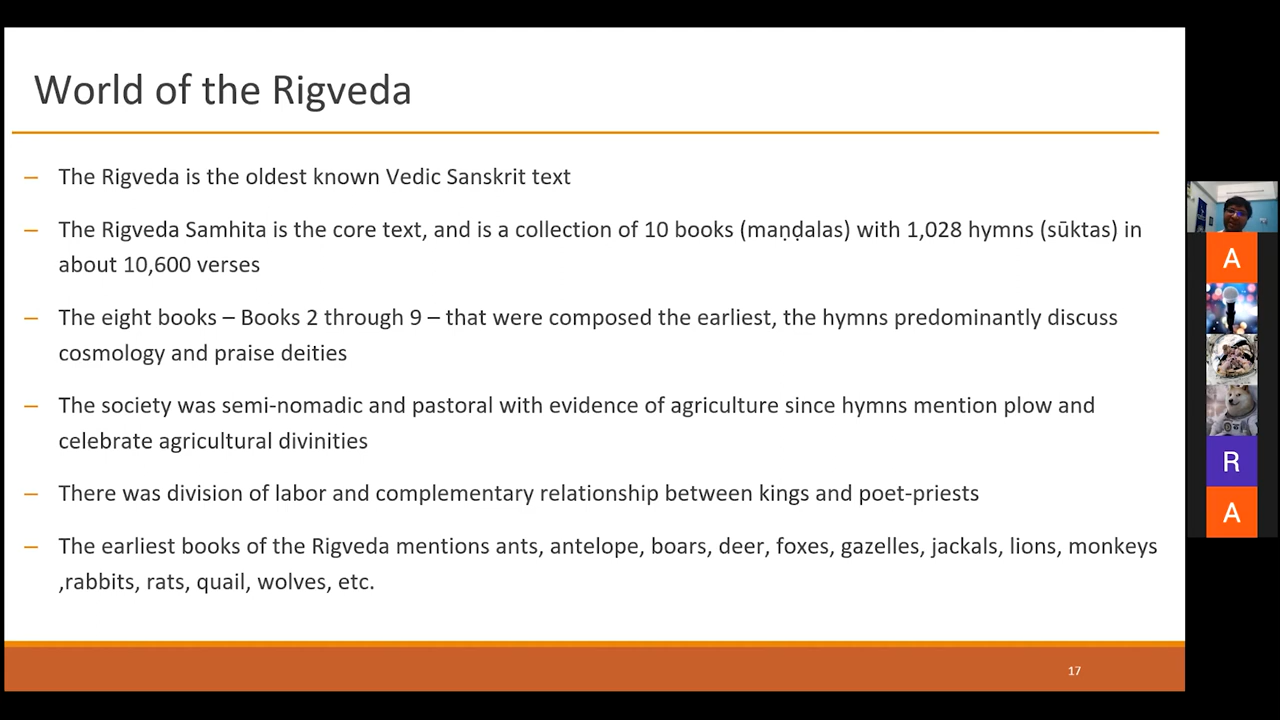 World of the Rigveda
– The Rigveda is the oldest known Vedic Sanskrit text
– The Rigveda Samhita is the core text, and is a collection of 10 books (maṇḍalas) with 1,028 hymns (sūktas) in
about 10,600 verses
– The eight books – Books 2 through 9 – that were composed the earliest, the hymns predominantly discuss
cosmology and praise deities
– The society was semi-nomadic and pastoral with evidence of agriculture since hymns mention plow and
celebrate agricultural divinities
– There was division of labor and complementary relationship between kings and poet-priests
– The earliest books of the Rigveda mentions ants, antelope, boars, deer, foxes, gazelles, jackals, lions, monkeys
,rabbits, rats, quail, wolves, etc.
17
A
R
A